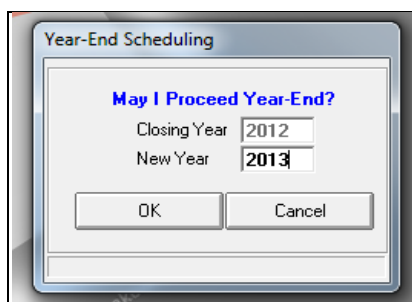 Year-End Scheduling
May I Proceed Year-End?
Closing Year 2012
New Year 2013
OK Cancel